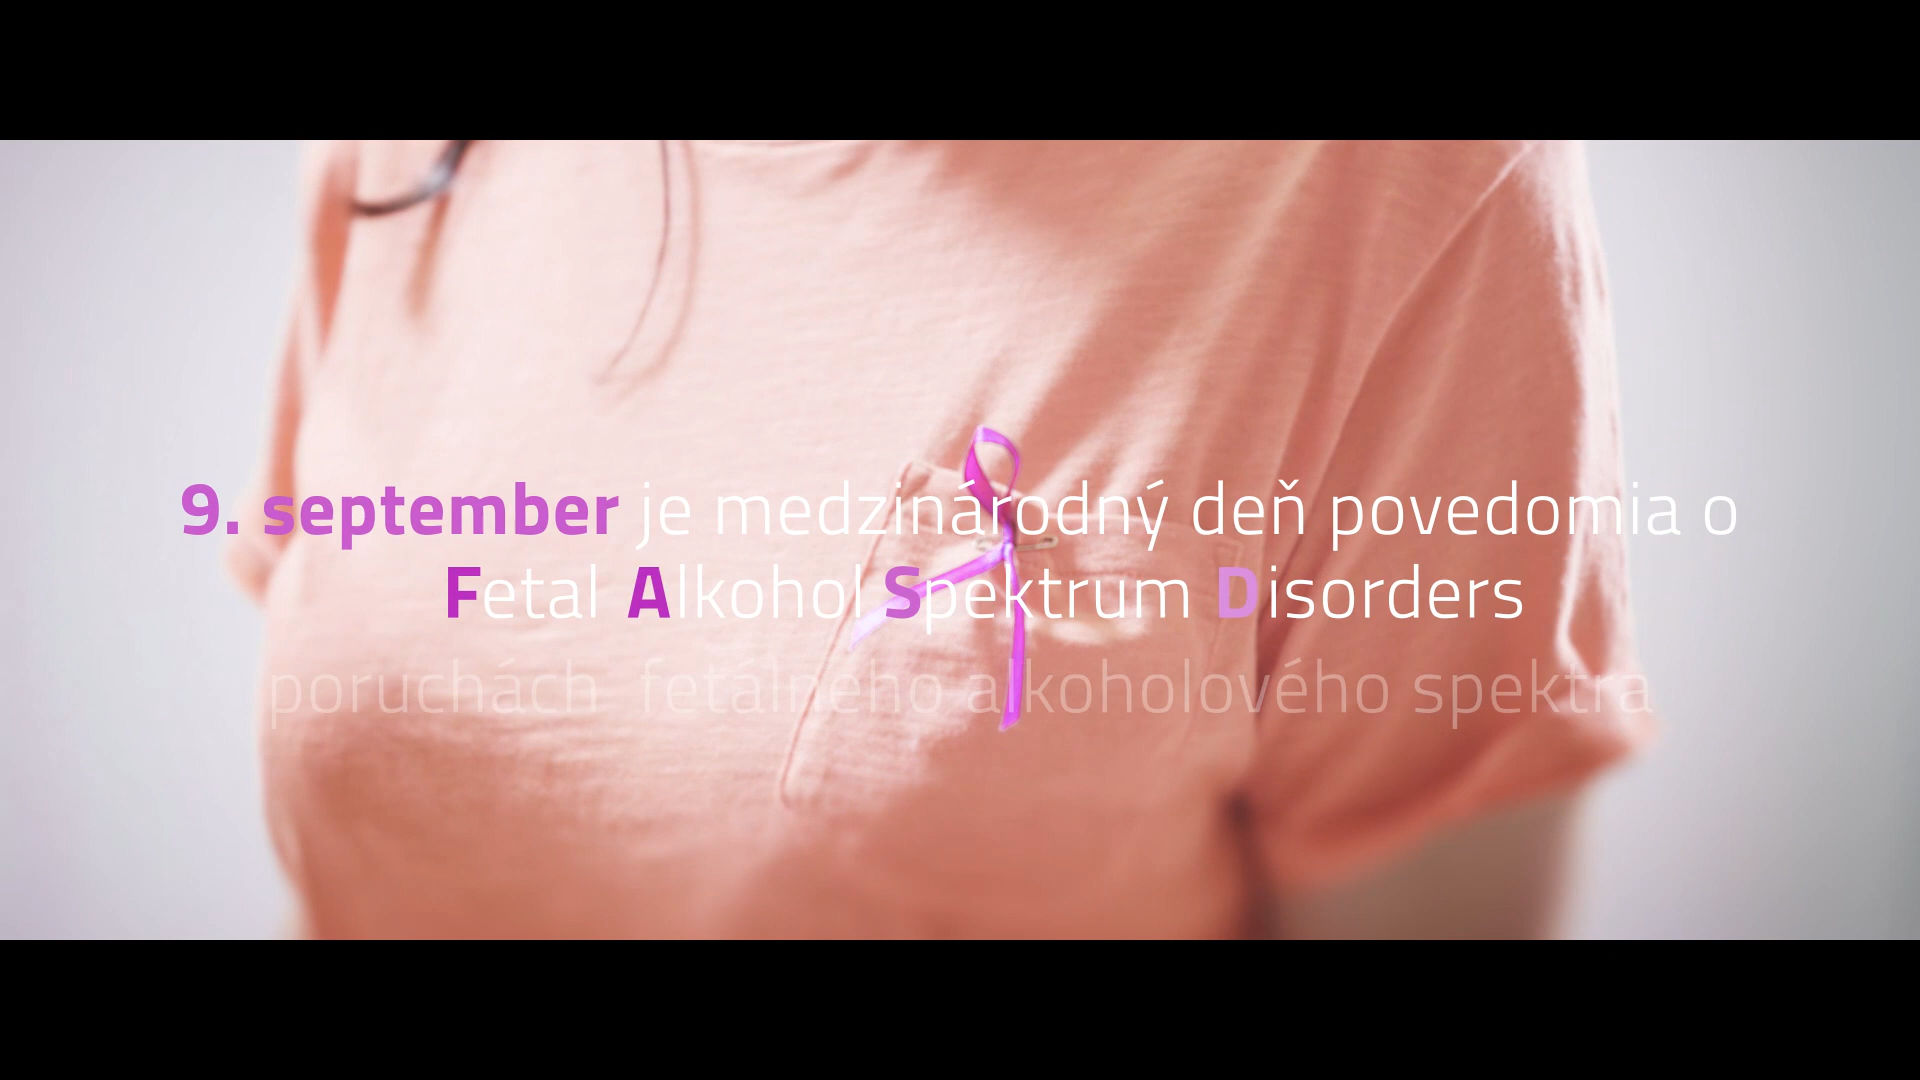 9. september je medzinárodný deň povedomia o
Fetal Alkohol Spektrum Disorders
poruchách fetálneho alkoholového spektra